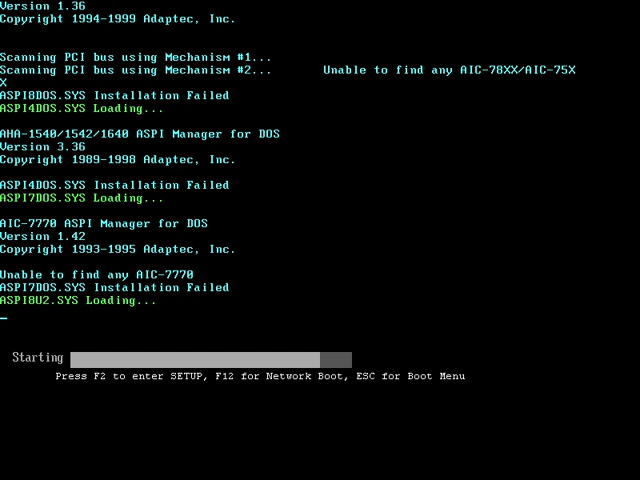 Version 1.36
Copyright 1994-1999 Adaptec, Inc.
Scanning PCI bus using Mechanism #1...
Scanning PCI bus using Mechanism #2...       Unable to find any AIC-78XX/AIC-75X
X
ASPI8DOS.SYS Installation Failed
ASPI4DOS.SYS Loading...
AHA-1540/1542/1640 ASPI Manager for DOS
Version 3.36
Copyright 1989-1998 Adaptec, Inc.
ASPI4DOS.SYS Installation Failed
ASPI7DOS.SYS Loading...
AIC-7770 ASPI Manager for DOS
Version 1.42
Copyright 1993-1995 Adaptec, Inc.
Unable to find any AIC-7770
ASPI7DOS.SYS Installation Failed
ASPI8U2.SYS Loading...
Starting
Press F2 to enter SETUP, F12 for Network Boot, ESC for Boot Menu